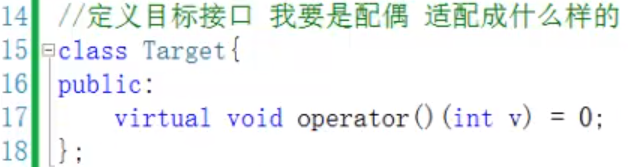 14 //定义目标接口 我要是配偶 适配成什么样的
15 class Target{
16 public:
17 virtual void operator()(int v) = 0;
18 };